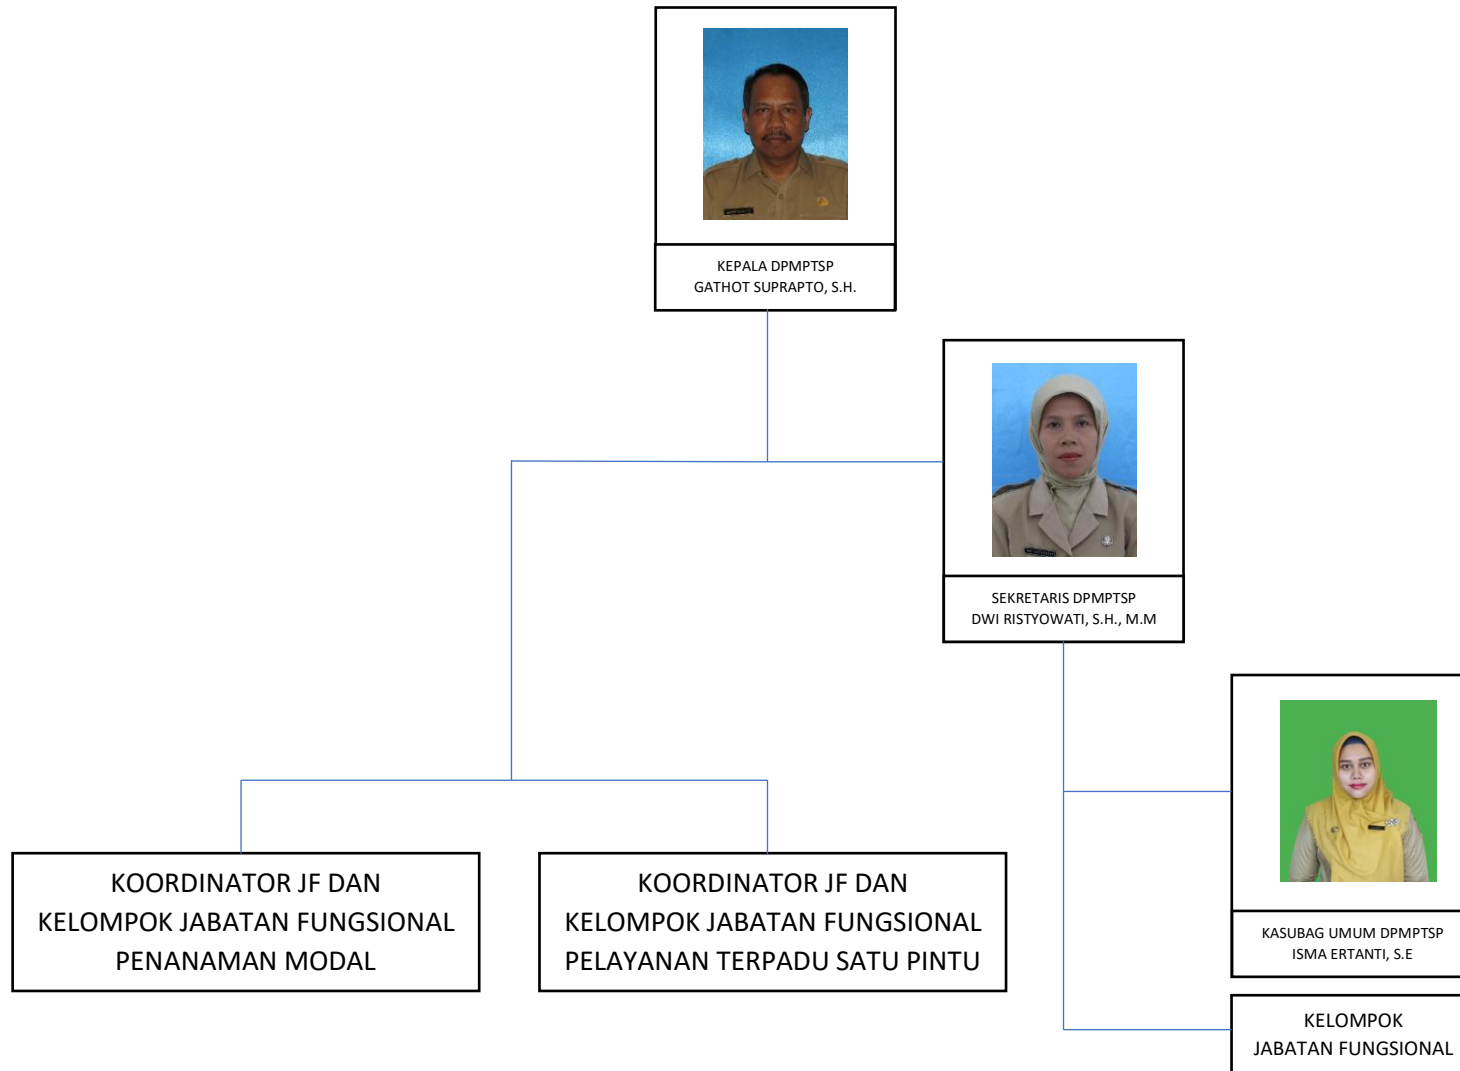 KEPALA DPMPTSP
GATHOT SUPRAPTO, S.H.
SEKRETARIS DPMPTSP
DWI RISTYOWATI, S.H., M.M
KASUBAG UMUM DPMPTSP
ISMA ERTANTI, S.E
KOORDINATOR JF DAN
KELOMPOK JABATAN FUNGSIONAL
PENANAMAN MODAL
KOORDINATOR JF DAN
KELOMPOK JABATAN FUNGSIONAL
PELAYANAN TERPADU SATU PINTU
KELOMPOK
JABATAN FUNGSIONAL